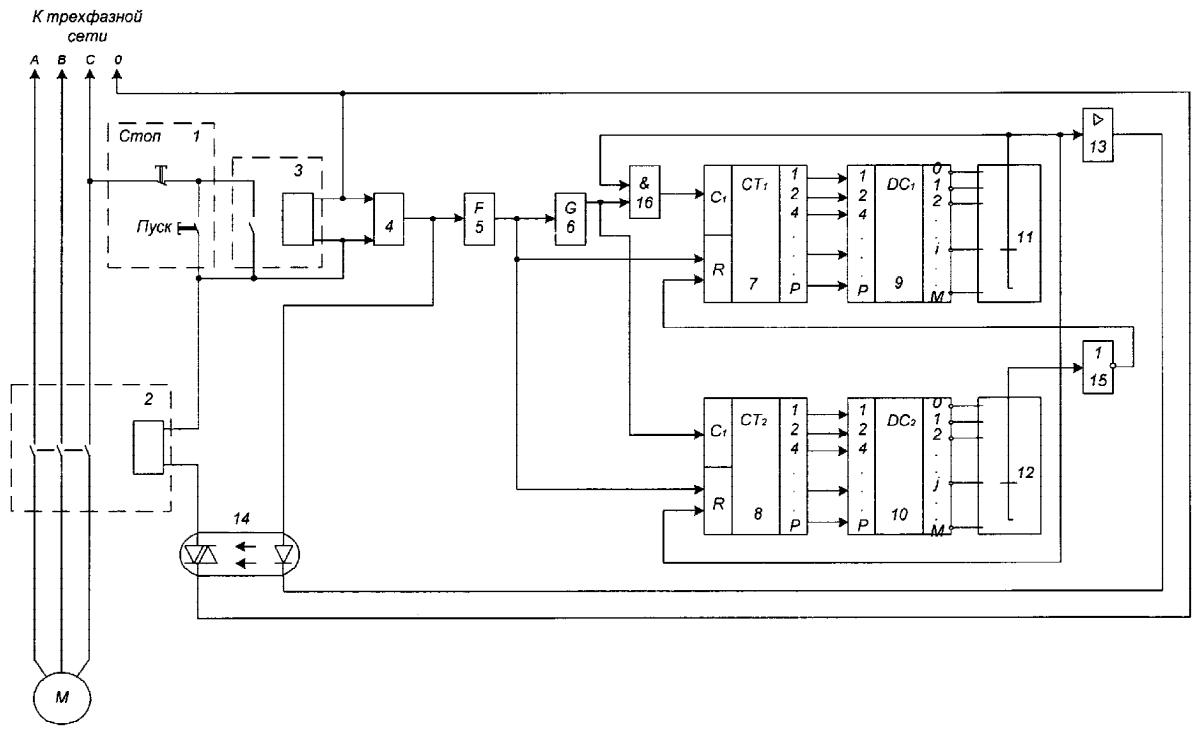 К трехфазной
сети
A B C 0
Стоп 1
Пуск
3
4
F
5
G
6
&
16
C1 CT1
R
7
1
2
4
.
.
.
P
1
2
4
.
.
.
P
DC1
9
0
1
2
.
.
i
.
.
M
11
▷
13
1
15
2
14
C1 CT2
R
8
1
2
4
.
.
.
P
1
2
4
.
.
.
P
DC2
10
0
1
2
.
.
j
.
.
M
12
М